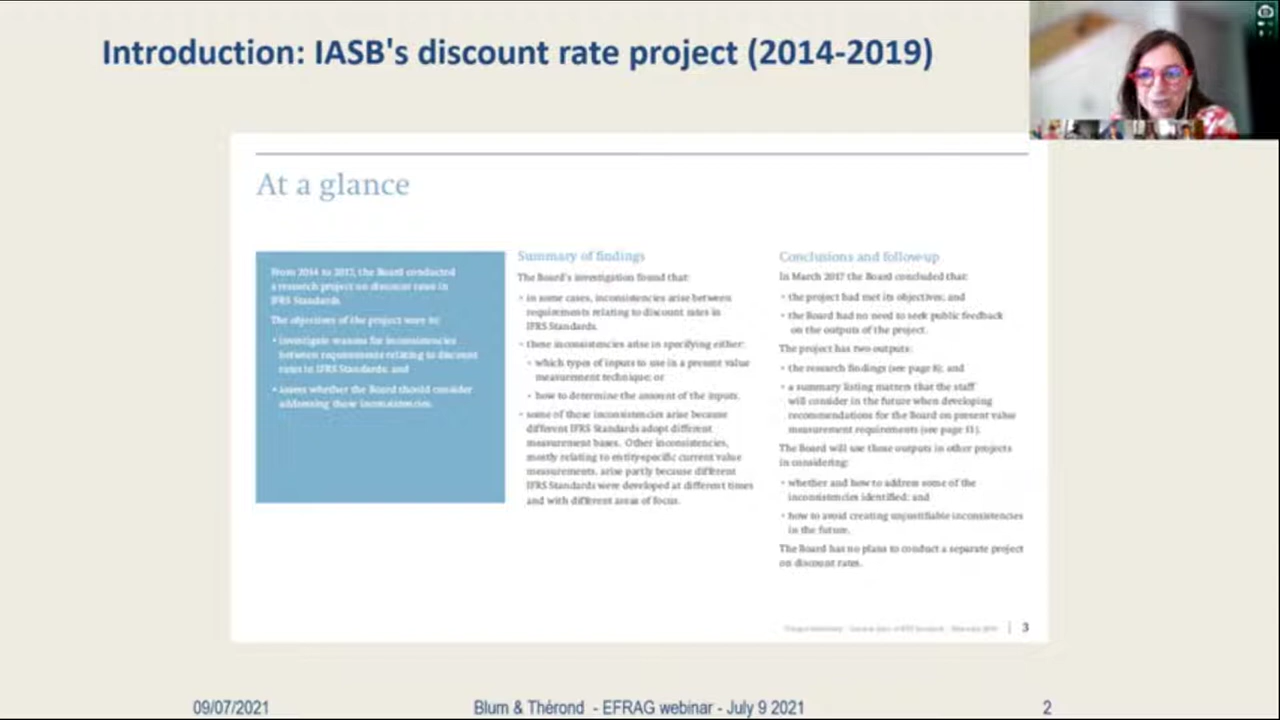 Introduction: IASB's discount rate project (2014-2019)
At a glance
From 2014 to 2017, the Board conducted
a research project on discount rates in
IFRS Standards.
The objectives of the project were to:
• investigate reasons for inconsistencies
between requirements relating to discount
rates in IFRS Standards; and
• assess whether the Board should consider
addressing those inconsistencies.
Summary of findings
The Board's investigation found that:
• in some cases, inconsistencies arise between
requirements relating to discount rates in
IFRS Standards.
• these inconsistencies arise in specifying either:
• which types of inputs to use in a present value
measurement technique; or
• how to determine the amount of the inputs.
• some of those inconsistencies arise because
different IFRS Standards adopt different
measurement bases. Other inconsistencies,
mostly relating to entity-specific current value
measurements, arise partly because different
IFRS Standards were developed at different times
and with different areas of focus.
Conclusions and follow-up
In March 2017 the Board concluded that:
• the project had met its objectives; and
• the Board had no need to seek public feedback
on the outputs of the project.
The project has two outputs:
• the research findings (see page 8); and
• a summary listing matters that the staff
will consider in the future when developing
recommendations for the Board on present value
measurement requirements (see page 11).
The Board will use those outputs in other projects
in considering:
• whether and how to address some of the
inconsistencies identified; and
• how to avoid creating unjustifiable inconsistencies
in the future.
The Board has no plans to conduct a separate project
on discount rates.
3
09/07/2021
Blum & Thérond - EFRAG webinar - July 9 2021
2